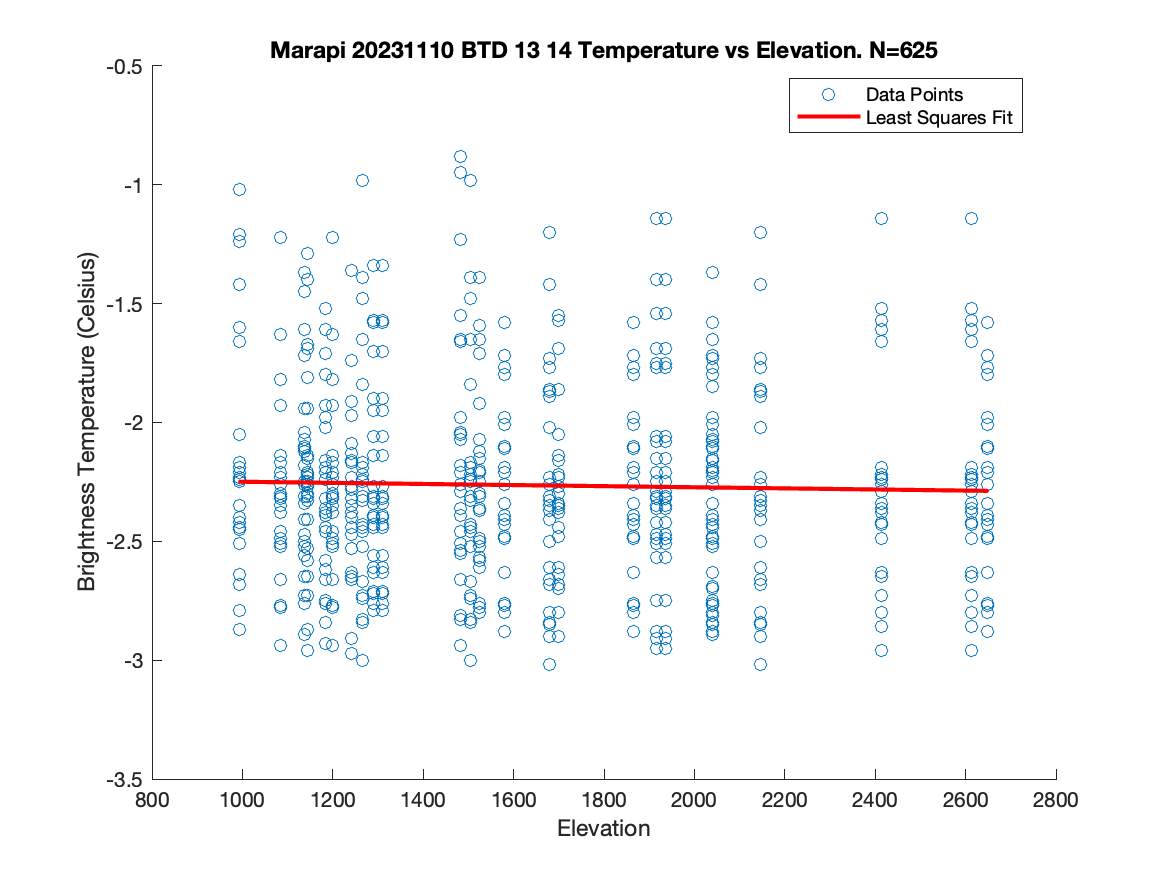 Marapi 20231110 BTD 13 14 Temperature vs Elevation. N=625
Data Points
Least Squares Fit
Brightness Temperature (Celsius)
-0.5
-1
-1.5
-2
-2.5
-3
-3.5
800 1000 1200 1400 1600 1800 2000 2200 2400 2600 2800
Elevation